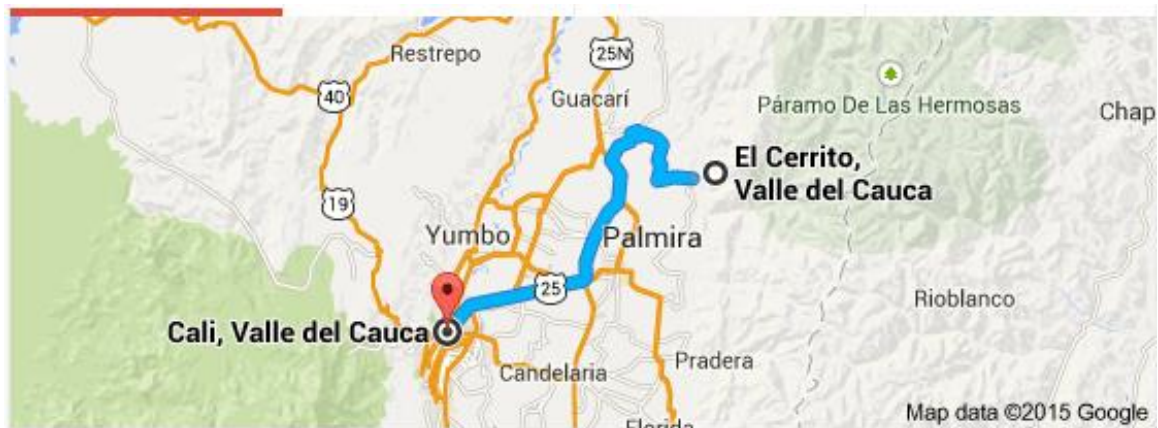 Restrepo
25N
40
Guacarí
Páramo De Las Hermosas
Chap
El Cerrito,
Valle del Cauca
19
Yumbo
Palmira
25
Rioblanco
Cali, Valle del Cauca
Pradera
Candelaria
Map data ©2015 Google
Florida